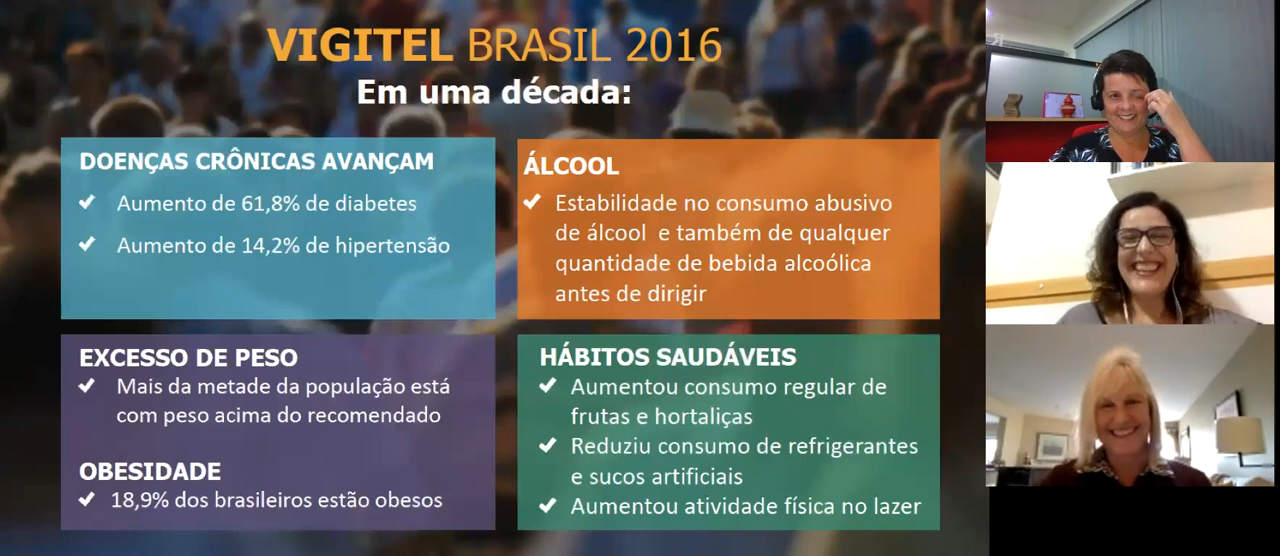 VIGITEL BRASIL 2016
Em uma década:
DOENÇAS CRÔNICAS AVANÇAM
Aumento de 61,8% de diabetes
Aumento de 14,2% de hipertensão
ÁLCOOL
Estabilidade no consumo abusivo
de álcool e também de qualquer
quantidade de bebida alcoólica
antes de dirigir
EXCESSO DE PESO
Mais da metade da população está
com peso acima do recomendado
OBESIDADE
18,9% dos brasileiros estão obesos
HÁBITOS SAUDÁVEIS
Aumentou consumo regular de
frutas e hortaliças
Reduziu consumo de refrigerantes
e sucos artificiais
Aumentou atividade física no lazer